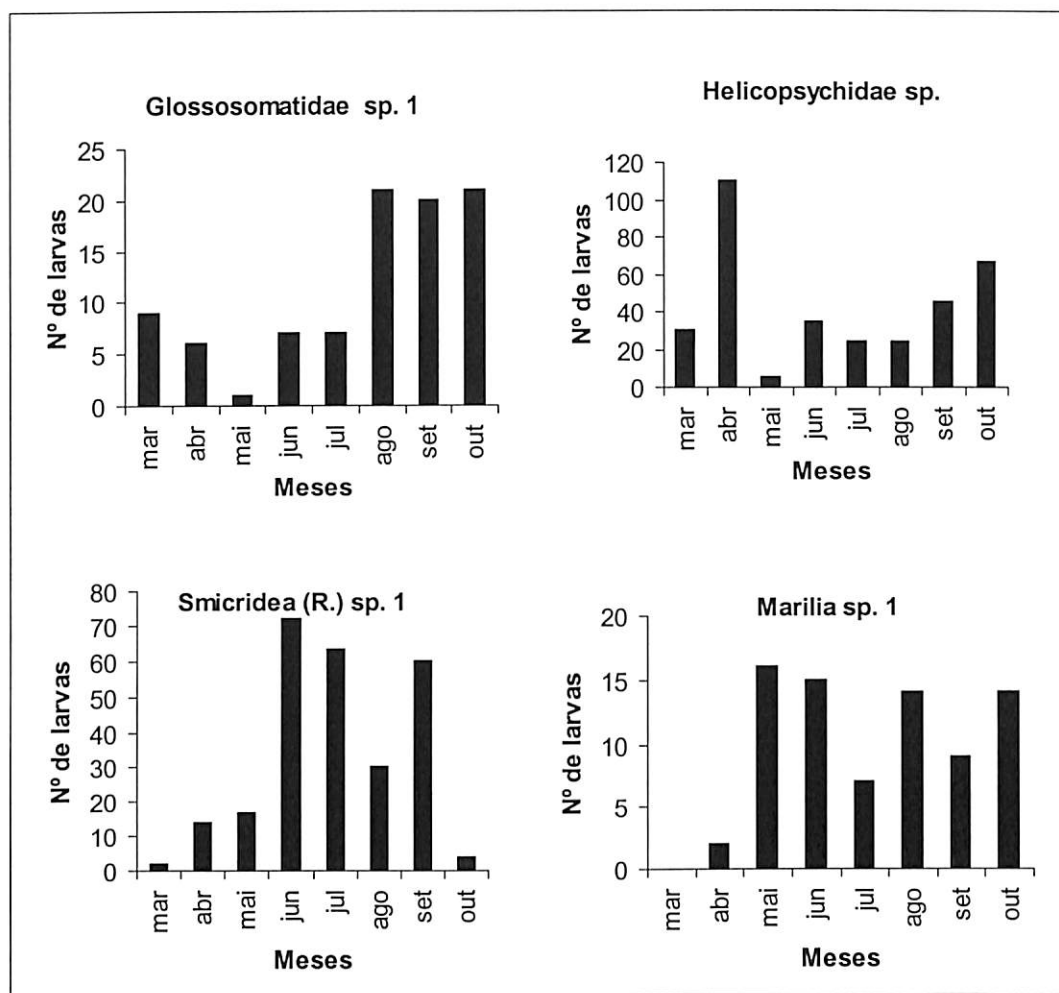 Glossosomatidae sp. 1
Nº de larvas
25
20
15
10
5
0
mar
abr
mai
jun
jul
ago
set
out
Meses
Helicopsychidae sp.
Nº de larvas
120
100
80
60
40
20
0
mar
abr
mai
jun
jul
ago
set
out
Meses
Smicridea (R.) sp. 1
Nº de larvas
80
70
60
50
40
30
20
10
0
mar
abr
mai
jun
jul
ago
set
out
Meses
Marilia sp. 1
Nº de larvas
20
15
10
5
0
mar
abr
mai
jun
jul
ago
set
out
Meses